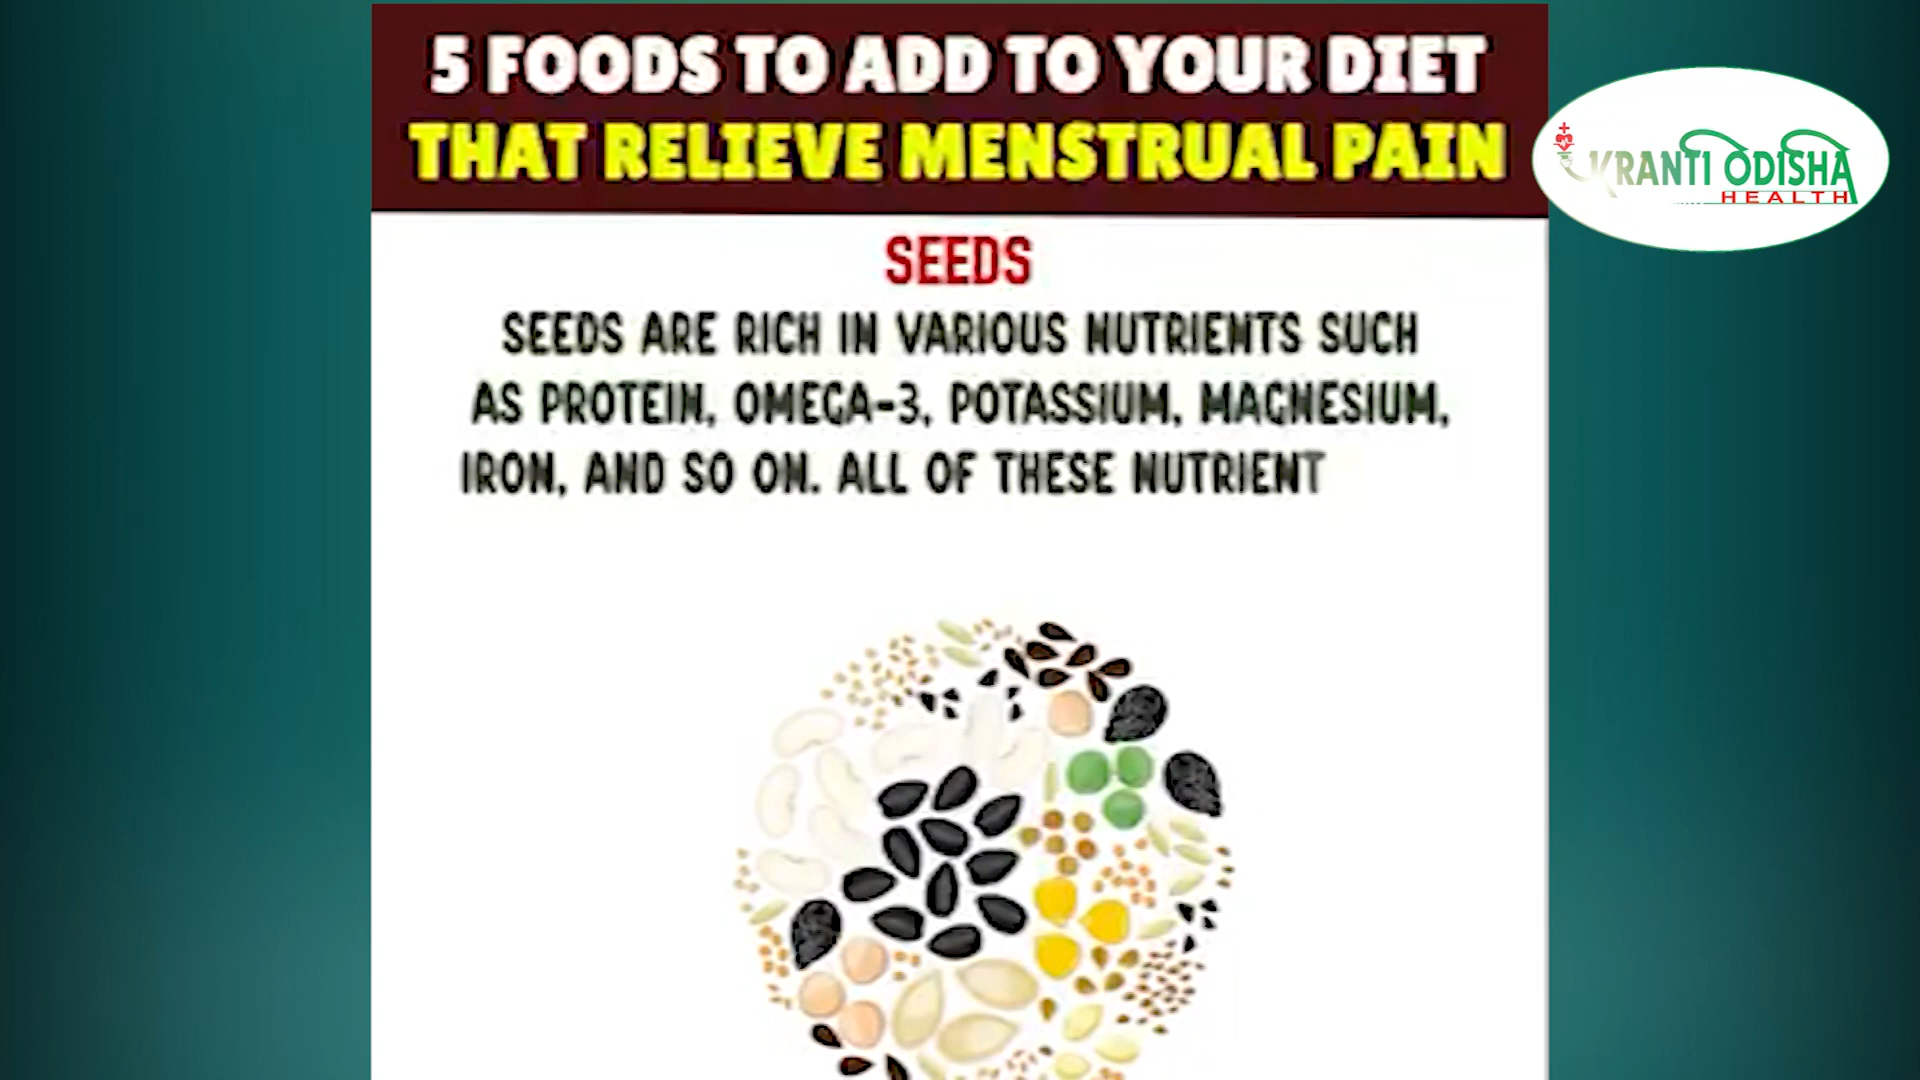 5 FOODS TO ADD TO YOUR DIET
THAT RELIEVE MENSTRUAL PAIN
KRANTI ODISHA
HEALTH
SEEDS
SEEDS ARE RICH IN VARIOUS NUTRIENTS SUCH
AS PROTEIN, OMEGA-3, POTASSIUM, MAGNESIUM,
IRON, AND SO ON. ALL OF THESE NUTRIENT